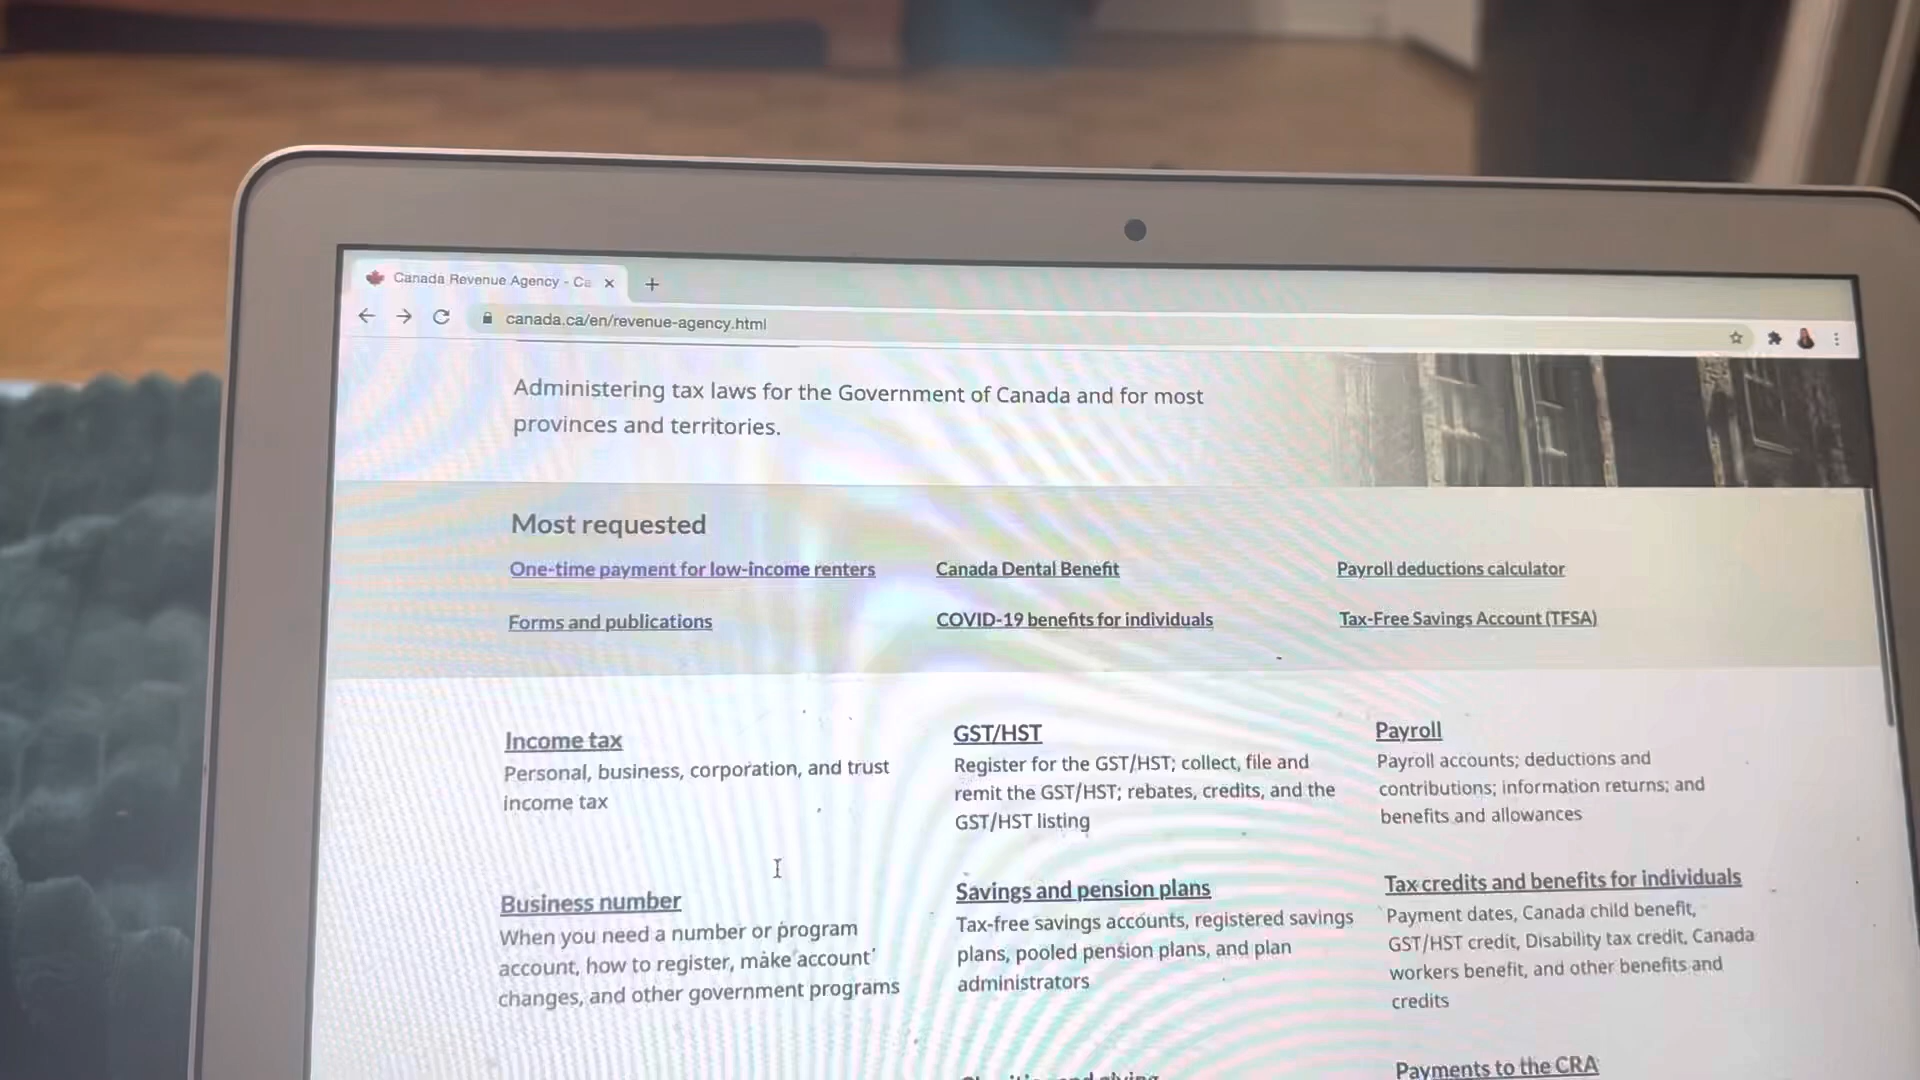 Canada Revenue Agency - Ca
canada.ca/en/revenue-agency.html
Administering tax laws for the Government of Canada and for most
provinces and territories.
Most requested
One-time payment for low-income renters
Canada Dental Benefit
Payroll deductions calculator
Forms and publications
COVID-19 benefits for individuals
Tax-Free Savings Account (TFSA)
Income tax
Personal, business, corporation, and trust
income tax
GST/HST
Register for the GST/HST; collect, file and
remit the GST/HST; rebates, credits, and the
GST/HST listing
Payroll
Payroll accounts; deductions and
contributions; information returns; and
benefits and allowances
Business number
When you need a number or program
account, how to register, make account
changes, and other government programs
Savings and pension plans
Tax-free savings accounts, registered savings
plans, pooled pension plans, and plan
administrators
Tax credits and benefits for individuals
Payment dates, Canada child benefit,
GST/HST credit, Disability tax credit, Canada
workers benefit, and other benefits and
credits
Payments to the CRA